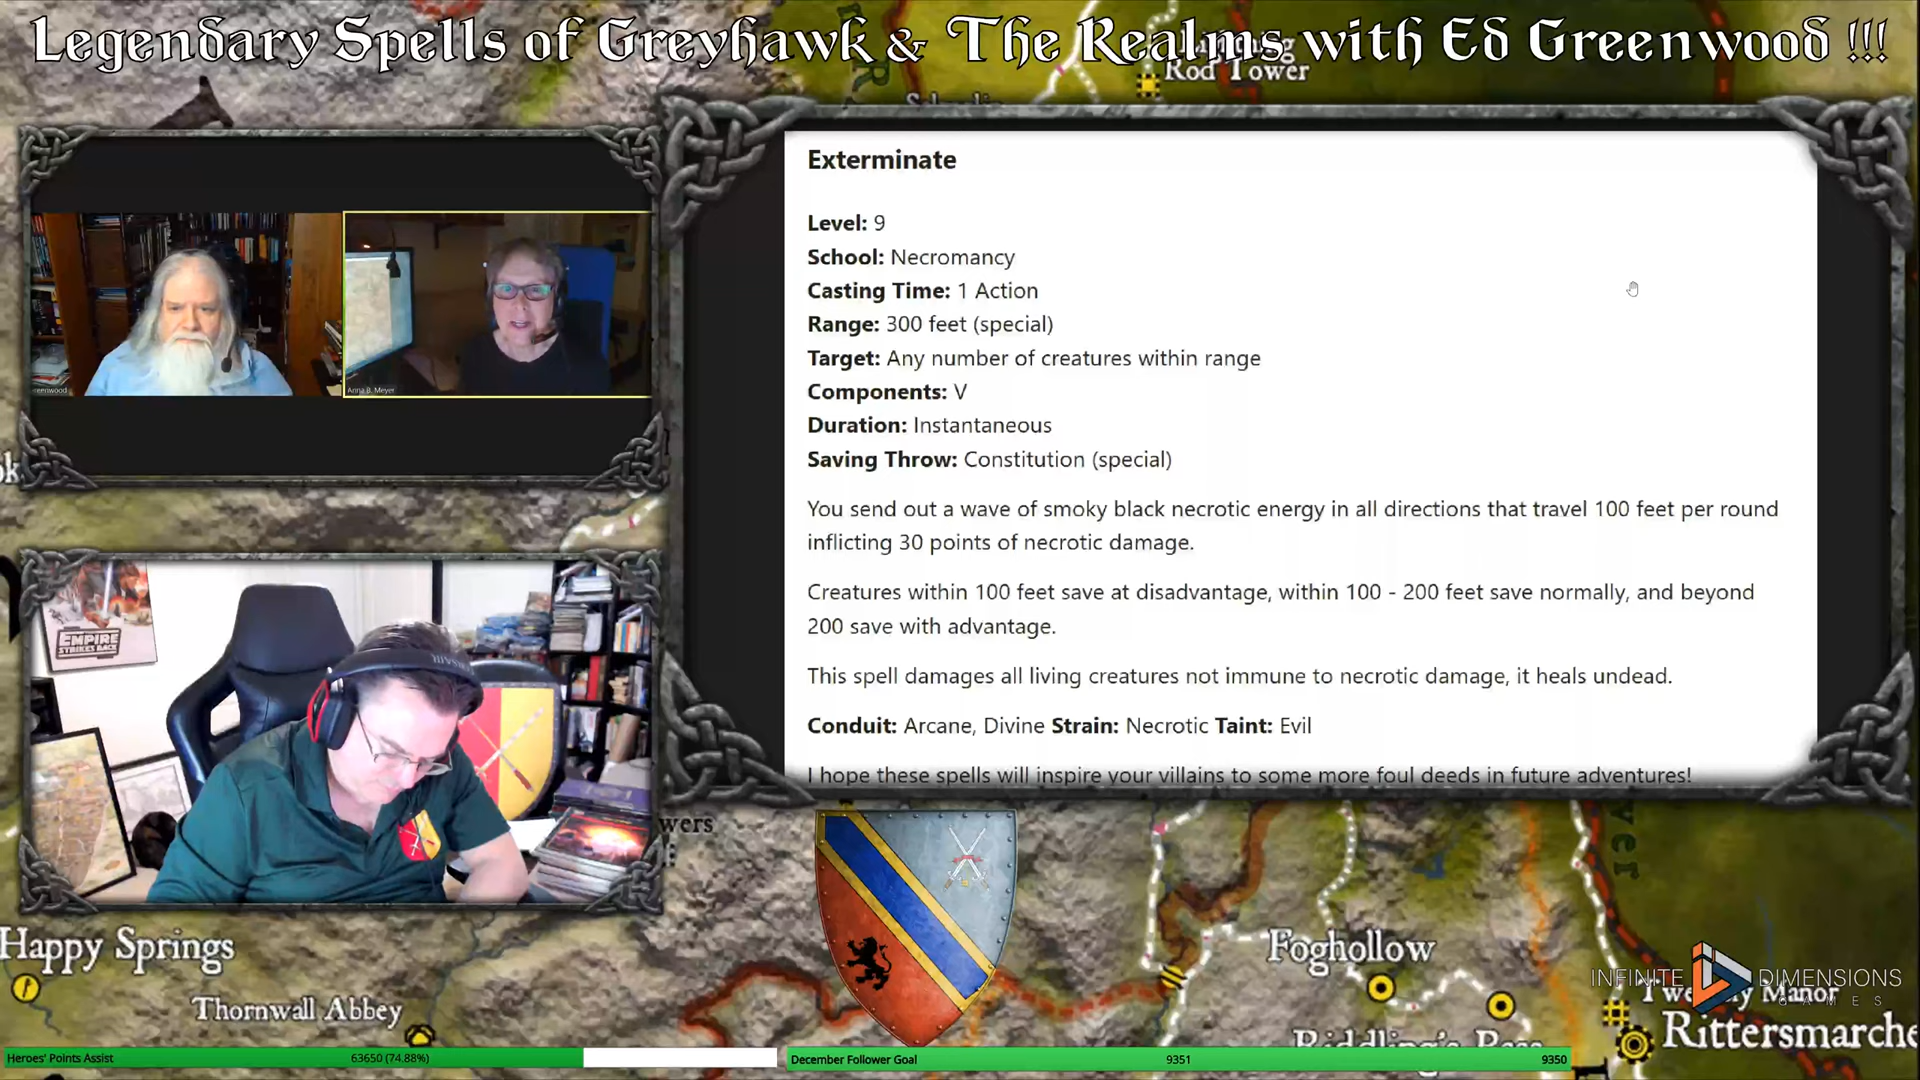 Legendary Spells of Greyhawk & The Realms with Ed Greenwood !!!
Rod Tower
Exterminate
Level: 9
School: Necromancy
Casting Time: 1 Action
Range: 300 feet (special)
Target: Any number of creatures within range
Components: V
Duration: Instantaneous
Saving Throw: Constitution (special)
You send out a wave of smoky black necrotic energy in all directions that travel 100 feet per round
inflicting 30 points of necrotic damage.
Creatures within 100 feet save at disadvantage, within 100 - 200 feet save normally, and beyond
200 save with advantage.
This spell damages all living creatures not immune to necrotic damage, it heals undead.
Conduit: Arcane, Divine Strain: Necrotic Taint: Evil
I hope these spells will inspire your villains to some more foul deeds in future adventures!
Anna B. Meyer
EMPIRE
STRIKES BACK
Happy Springs
Thornwall Abbey
Foghollow
INFINITE DIMENSIONS
GAMES
Manor
Rittersmarche
Heroes' Points Assist 63650 (74.88%)
December Follower Goal 9351 9350